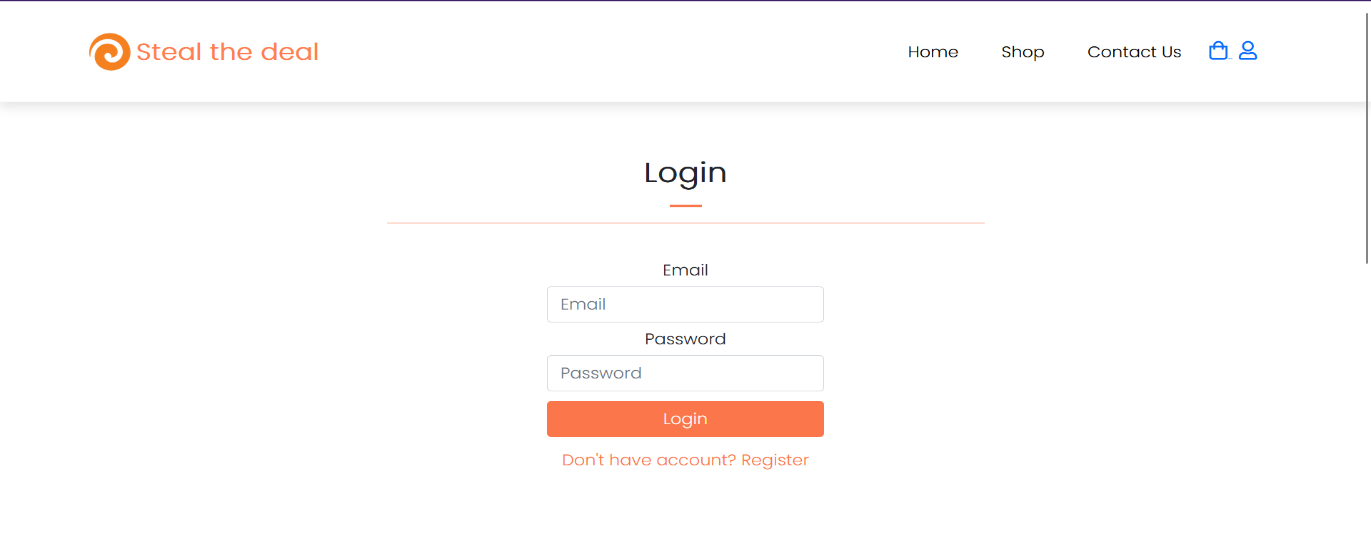 Steal the deal
Home Shop Contact Us
Login
Email
Email
Password
Password
Login
Don't have account? Register